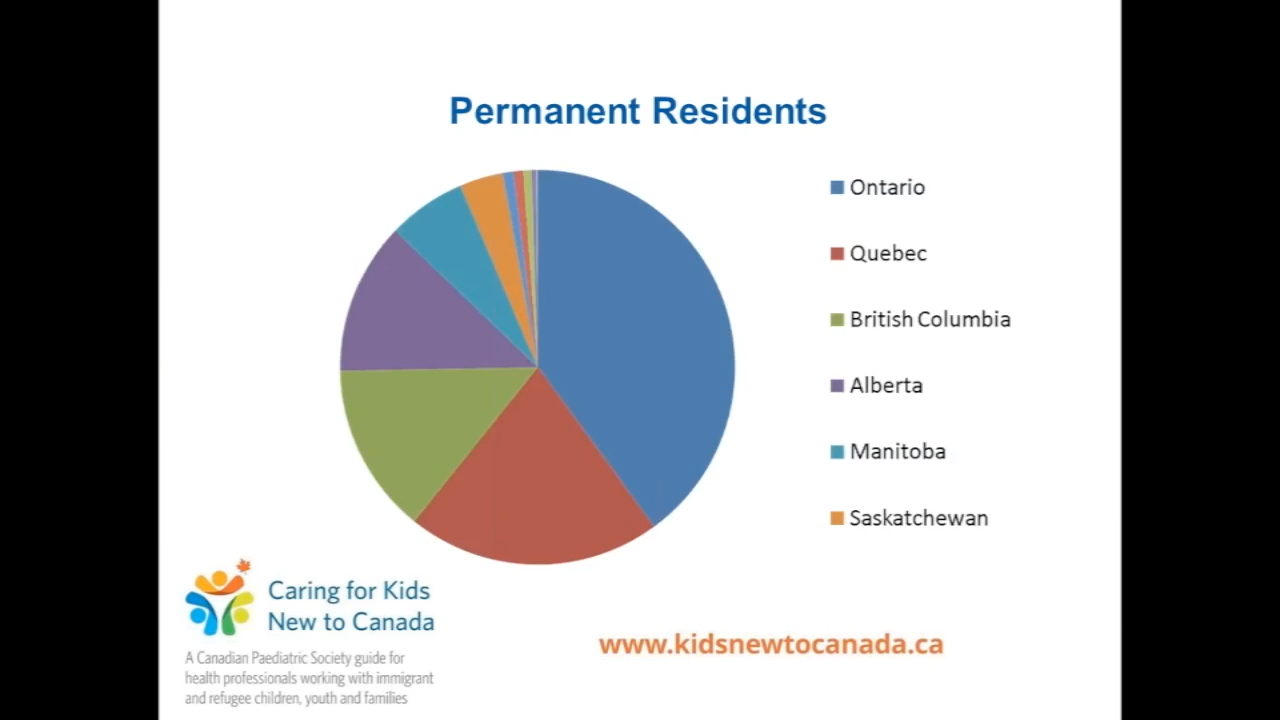 Permanent Residents
Ontario
Quebec
British Columbia
Alberta
Manitoba
Saskatchewan
Caring for Kids
New to Canada
A Canadian Paediatric Society guide for
health professionals working with immigrant
and refugee children, youth and families
www.kidsnewtocanada.ca